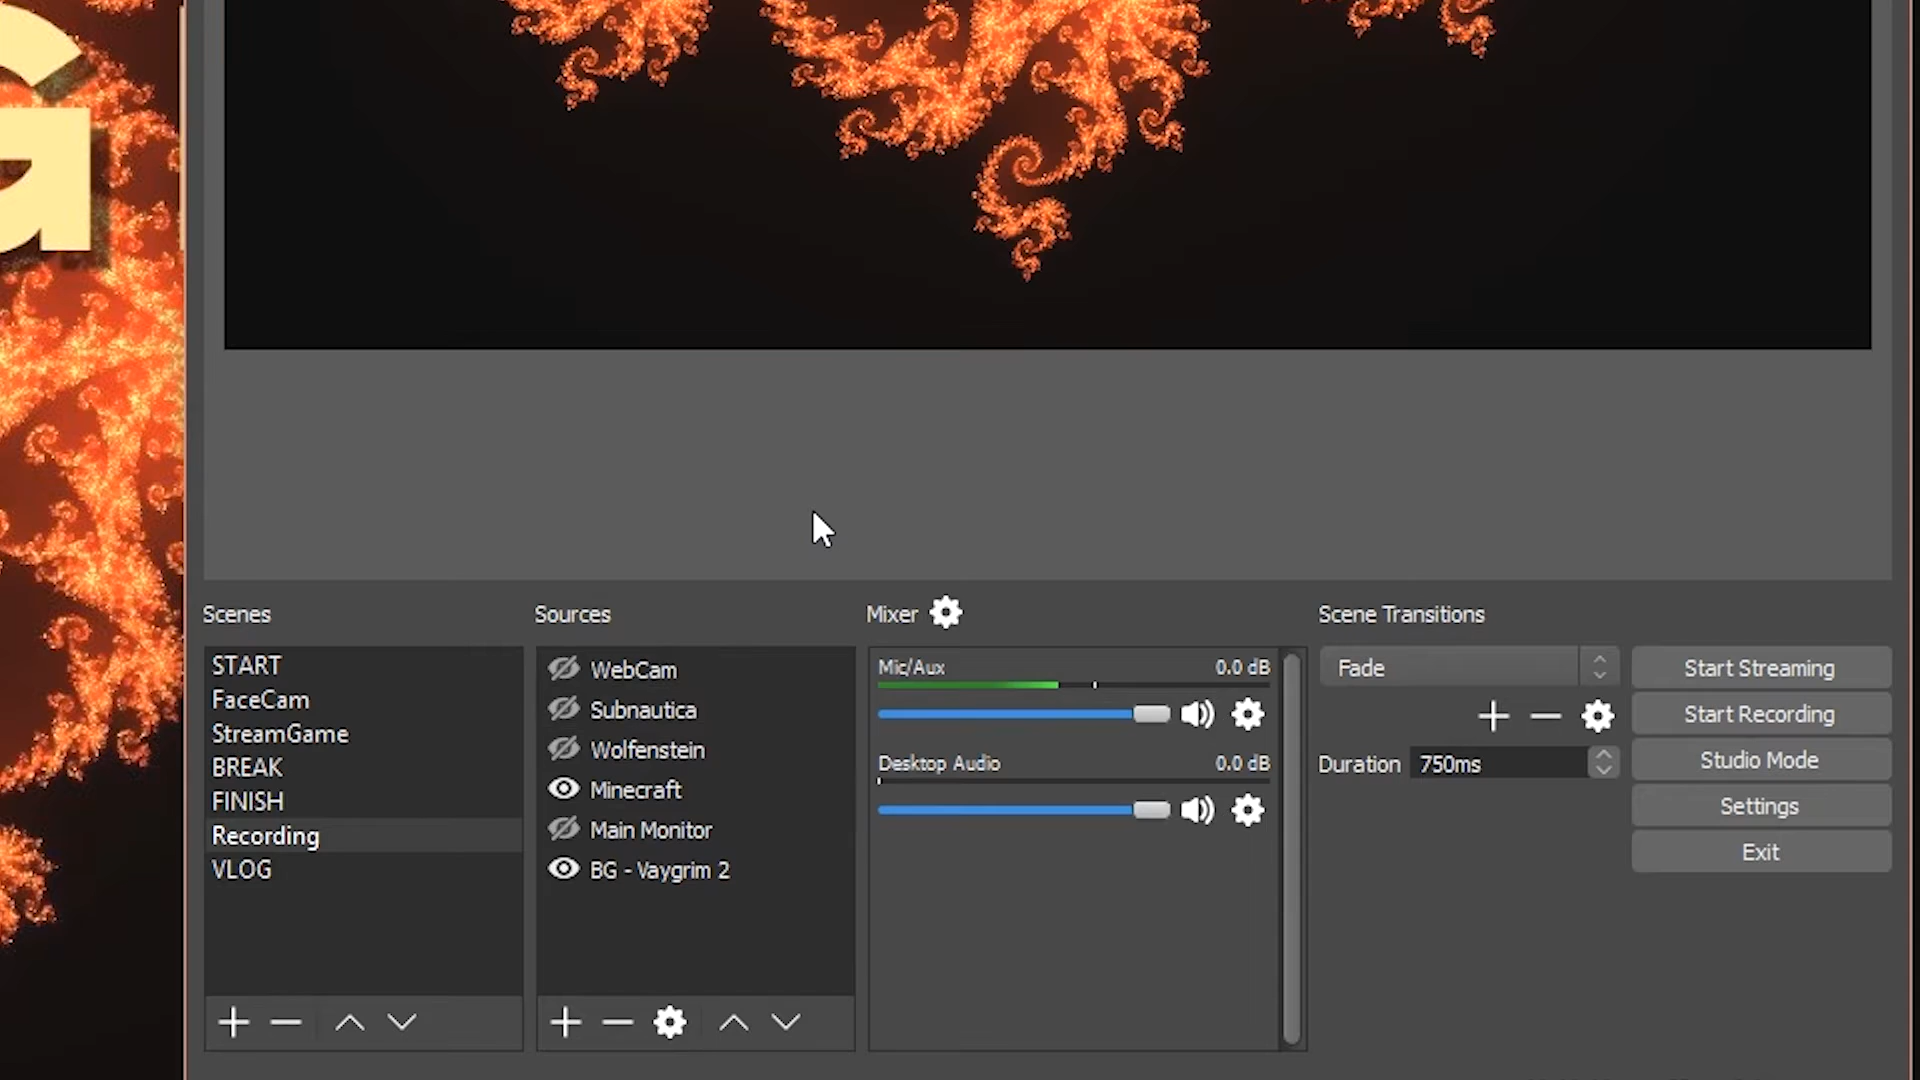 G
Scenes
START
FaceCam
StreamGame
BREAK
FINISH
Recording
VLOG
Sources
WebCam
Subnautica
Wolfenstein
Minecraft
Main Monitor
BG - Vaygrim 2
Mixer
Mic/Aux 0.0 dB
Desktop Audio 0.0 dB
Scene Transitions
Fade
Duration 750ms
Start Streaming
Start Recording
Studio Mode
Settings
Exit